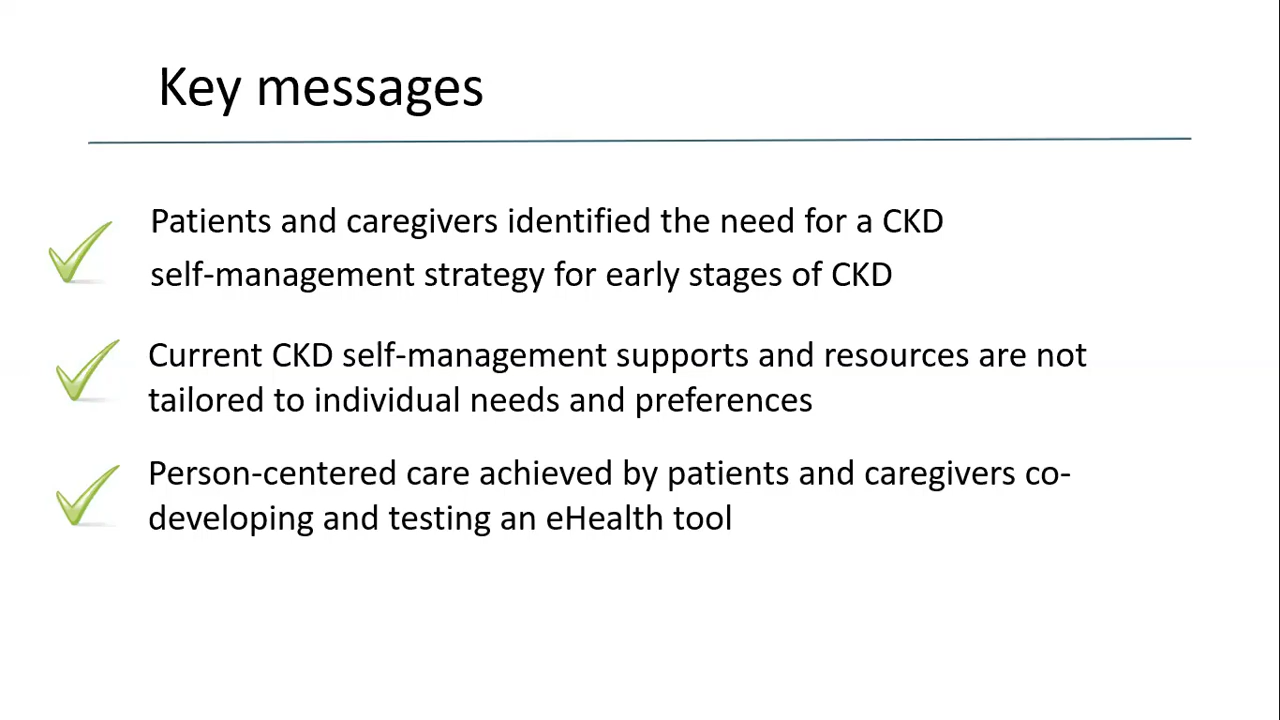 Key messages
Patients and caregivers identified the need for a CKD
self-management strategy for early stages of CKD
Current CKD self-management supports and resources are not
tailored to individual needs and preferences
Person-centered care achieved by patients and caregivers co-
developing and testing an eHealth tool